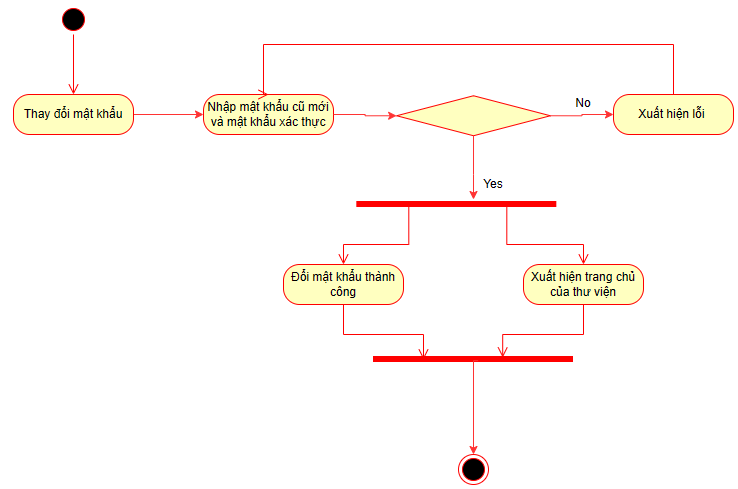 Thay đổi mật khẩu
Nhập mật khẩu cũ mới
và mật khẩu xác thực
No
Xuất hiện lỗi
Yes
Đổi mật khẩu thành
công
Xuất hiện trang chủ
của thư viện